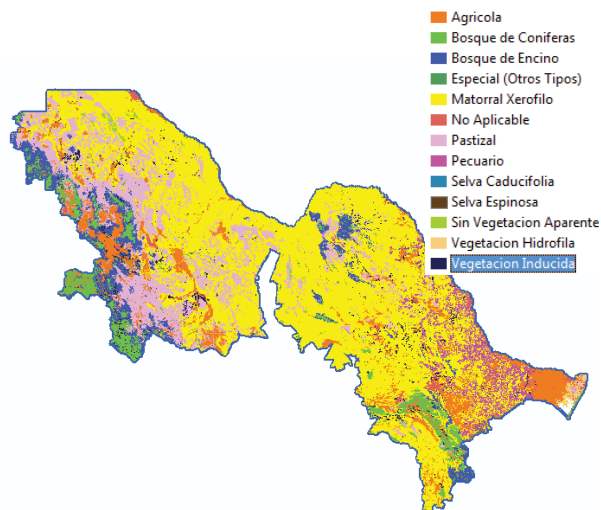 Agricola
Bosque de Coniferas
Bosque de Encino
Especial (Otros Tipos)
Matorral Xerofilo
No Aplicable
Pastizal
Pecuario
Selva Caducifolia
Selva Espinosa
Sin Vegetacion Aparente
Vegetacion Hidrofila
Vegetacion Inducida